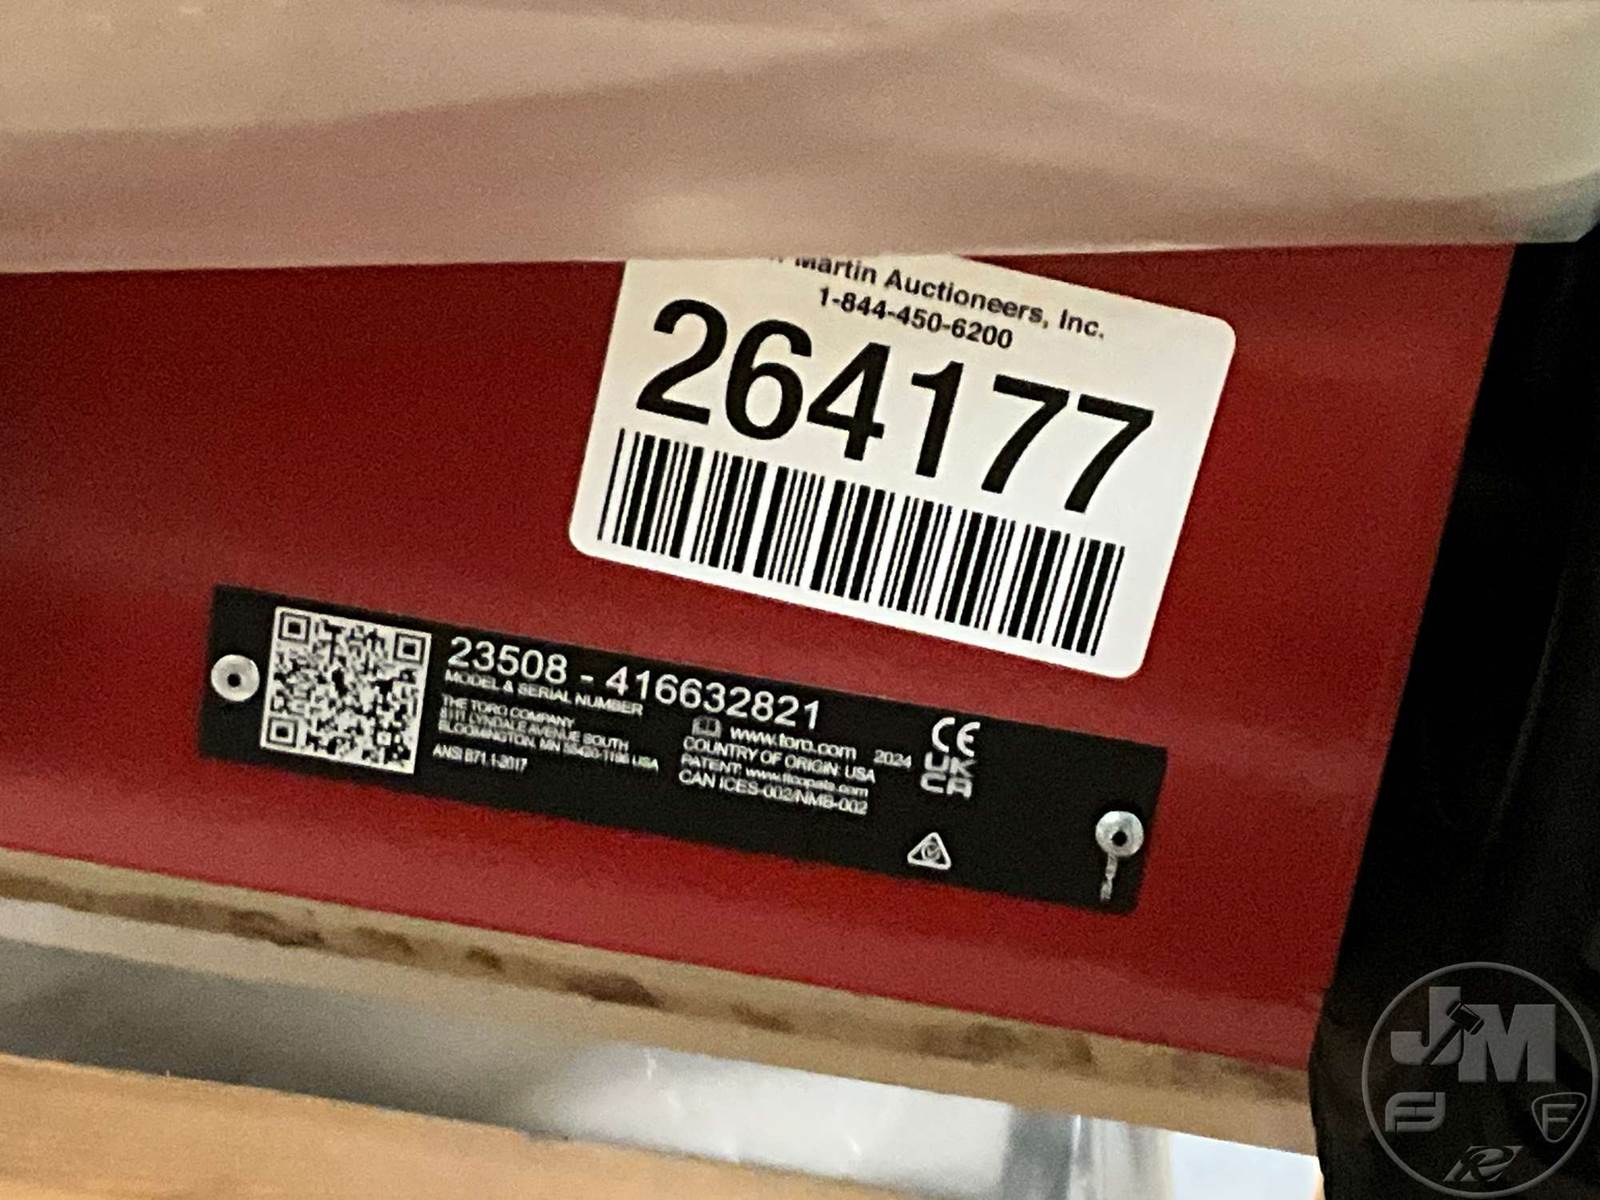 Martin Auctioneers, Inc.
1-844-450-6200
264177
23508 - 416632821
MODEL & SERIAL NUMBER
THE TORO COMPANY
8111 LYNDALE AVENUE SOUTH
BLOOMINGTON, MN 55420-1196 USA
ANSI B71.1-2017
www.toro.com 2024
COUNTRY OF ORIGIN: USA
PATENT: www.ttcopats.com
CAN ICES-002/NMB-002
CE
UK
CA
JM
F